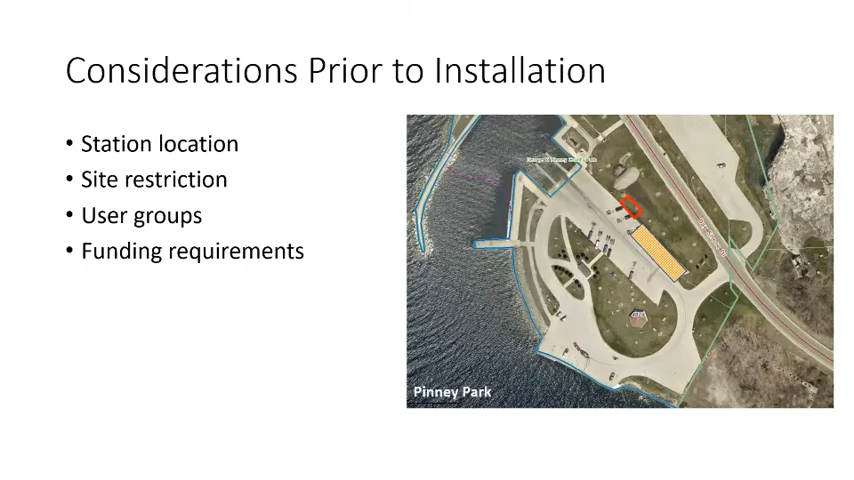 Considerations Prior to Installation
• Station location
• Site restriction
• User groups
• Funding requirements
Pinney Park